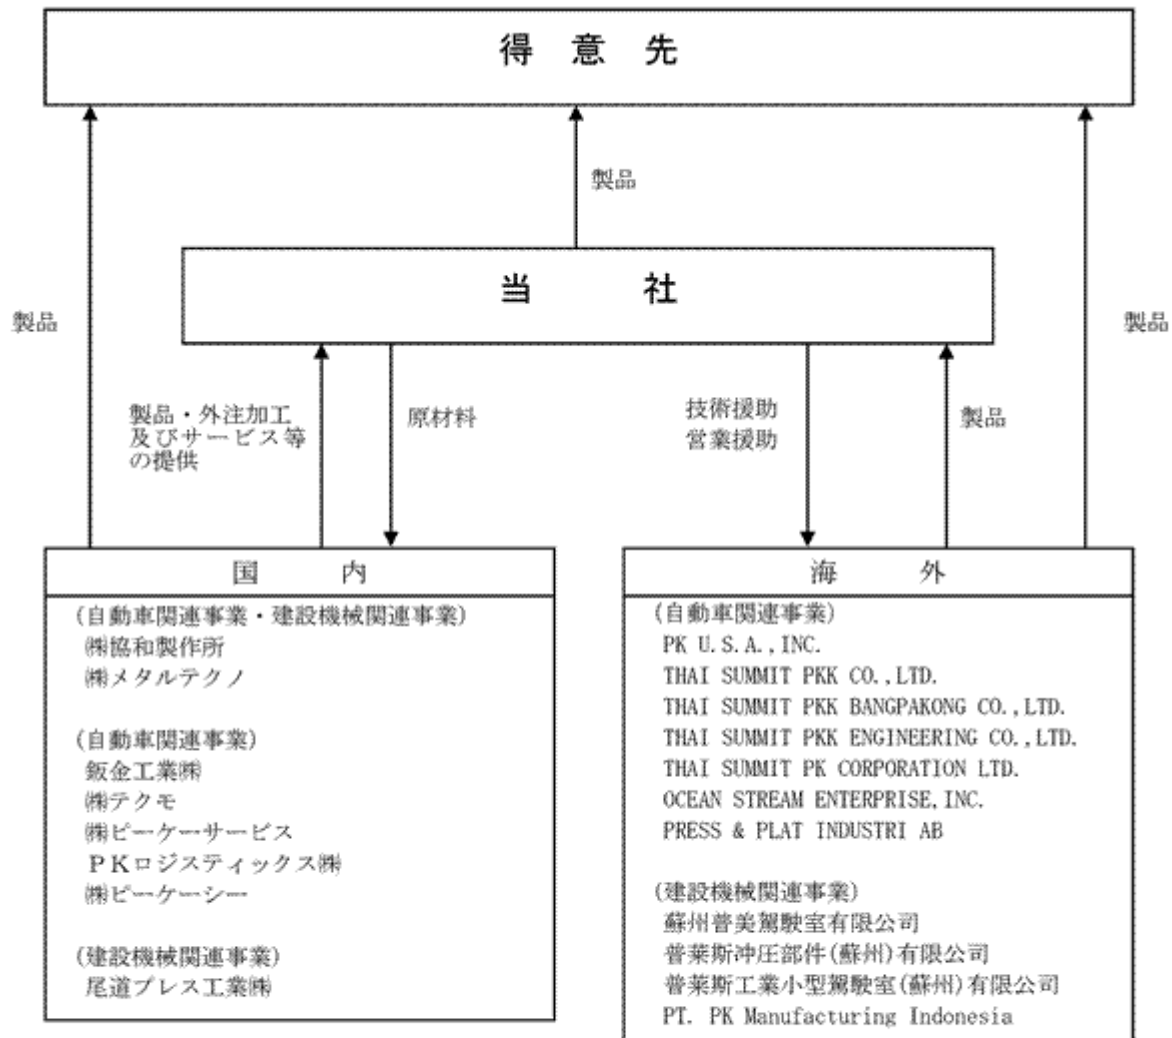 得 意 先
製品
当 社
製品
製品
製品・外注加工
及びサービス等
の提供
原材料
技術援助
営業援助
製品
国 内
(自動車関連事業・建設機械関連事業)
㈱協和製作所
㈱メタルテクノ
(自動車関連事業)
鈑金工業㈱
㈱テクモ
㈱ピーケーサービス
ＰＫロジスティックス㈱
㈱ピーケーシー
(建設機械関連事業)
尾道プレス工業㈱
海 外
(自動車関連事業)
PK U.S.A.,INC.
THAI SUMMIT PKK CO.,LTD.
THAI SUMMIT PKK BANGPAKONG CO.,LTD.
THAI SUMMIT PKK ENGINEERING CO.,LTD.
THAI SUMMIT PK CORPORATION LTD.
OCEAN STREAM ENTERPRISE,INC.
PRESS & PLAT INDUSTRI AB
(建設機械関連事業)
蘇州普美駕駛室有限公司
普莱斯冲圧部件(蘇州)有限公司
普莱斯工業小型駕駛室(蘇州)有限公司
PT. PK Manufacturing Indonesia